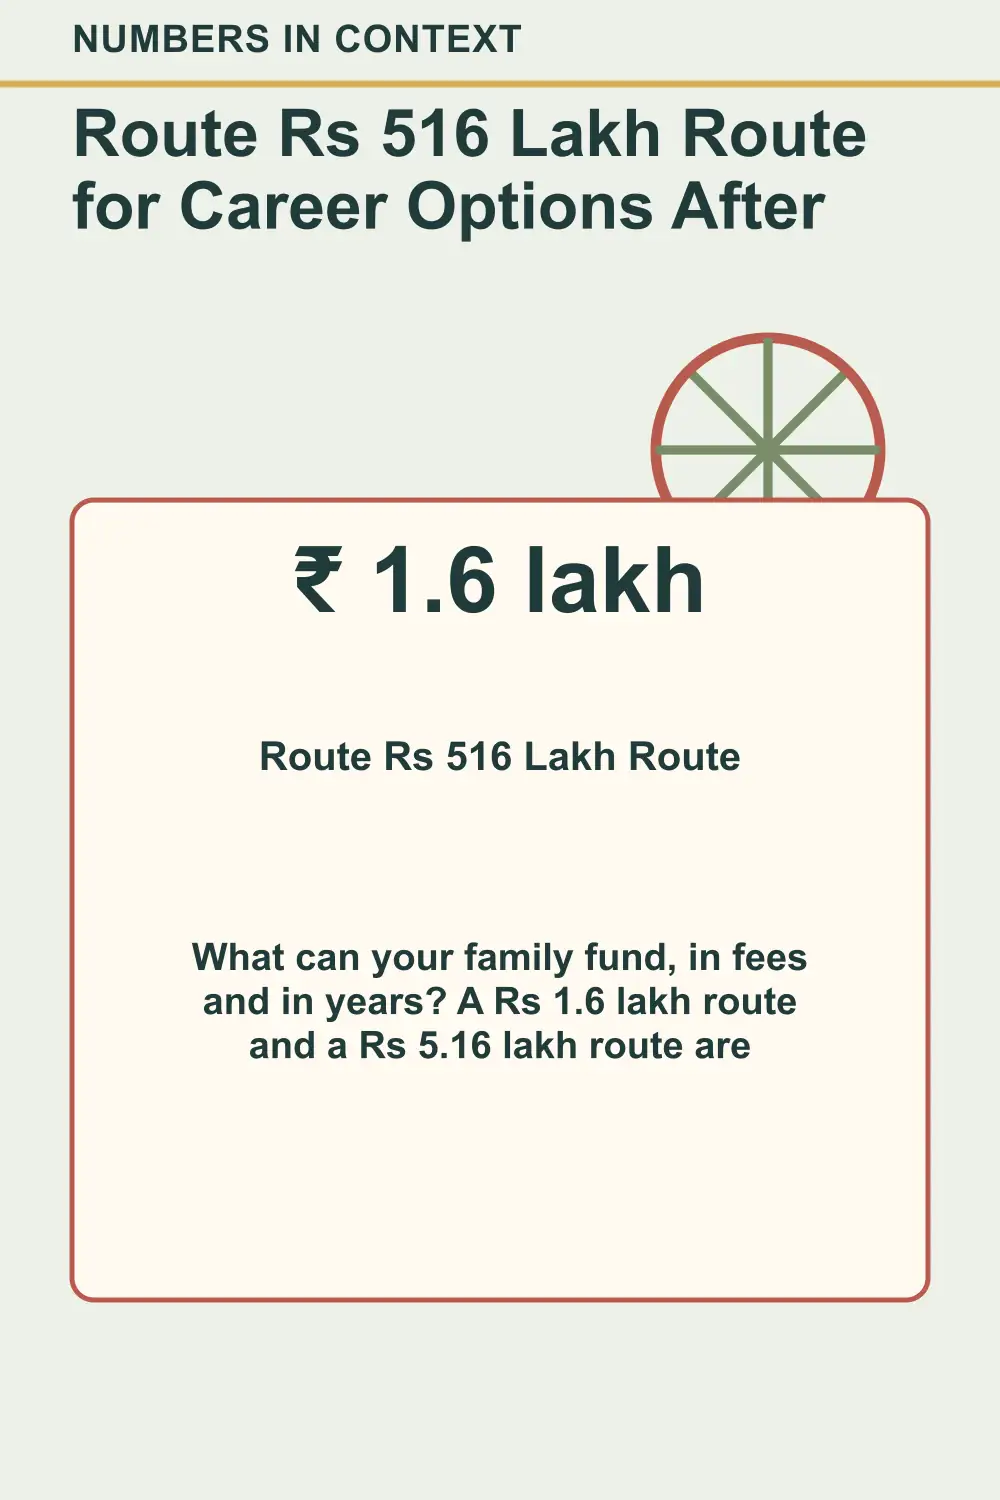 NUMBERS IN CONTEXT
Route Rs 516 Lakh Route
for Career Options After
₹ 1.6 lakh
Route Rs 516 Lakh Route
What can your family fund, in fees
and in years? A Rs 1.6 lakh route
and a Rs 5.16 lakh route are